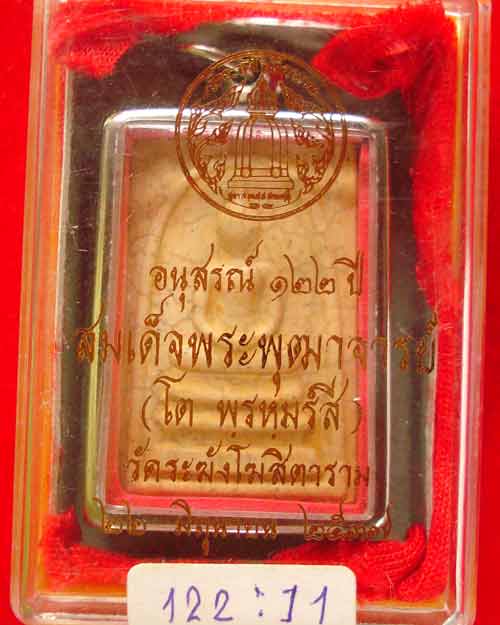 อนุสรณ์ ๑๒๒ ปี
สมเด็จพระพุฒาจารย์
(โต พฺรหฺมรํสี)
วัดระฆังโฆสิตาราม
๒๒ มิถุนายน ๒๕๓๗
122:11